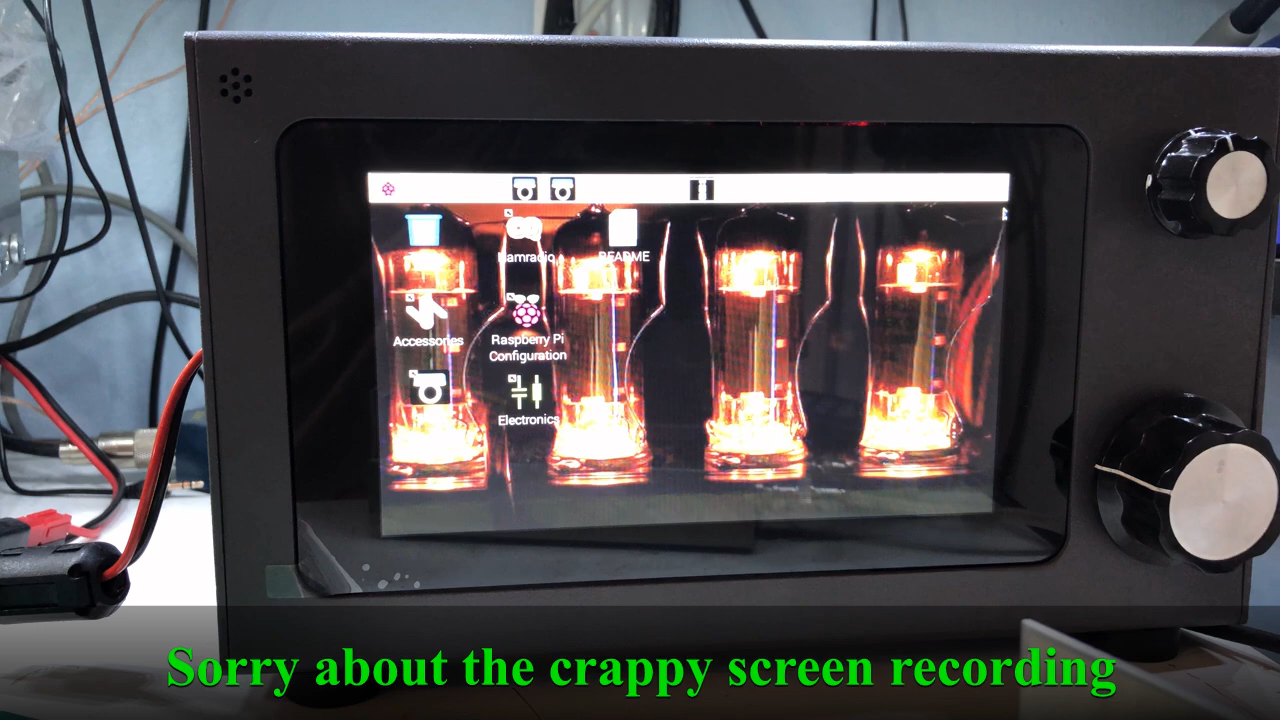 Hamradio
README
Accessories
Raspberry Pi
Configuration
Electronics
Sorry about the crappy screen recording